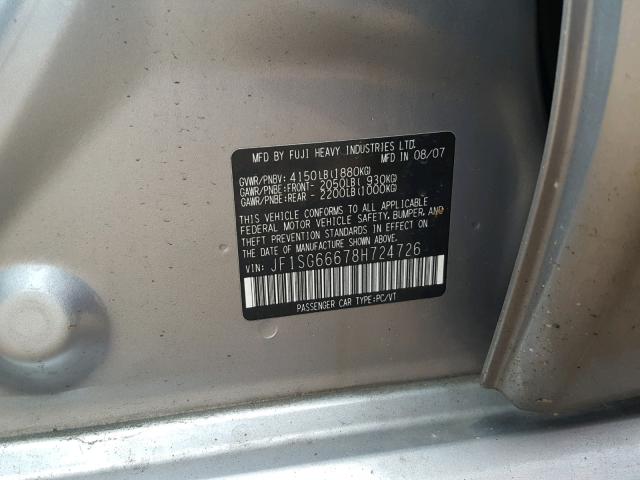 MFD BY FUJI HEAVY INDUSTRIES LTD.
MFD IN 08/07
GVWR/PNBV: 4150LB(1880KG)
GAWR/PNBE:FRONT- 2050LB( 930KG)
GAWR/PNBE:REAR - 2200LB(1000KG)
THIS VEHICLE CONFORMS TO ALL APPLICABLE
FEDERAL MOTOR VEHICLE SAFETY, BUMPER, AND
THEFT PREVENTION STANDARDS IN EFFECT ON
THE DATE OF MANUFACTURE SHOWN ABOVE.
VIN: JF1SG66678H724726
PASSENGER CAR TYPE:PC/VT